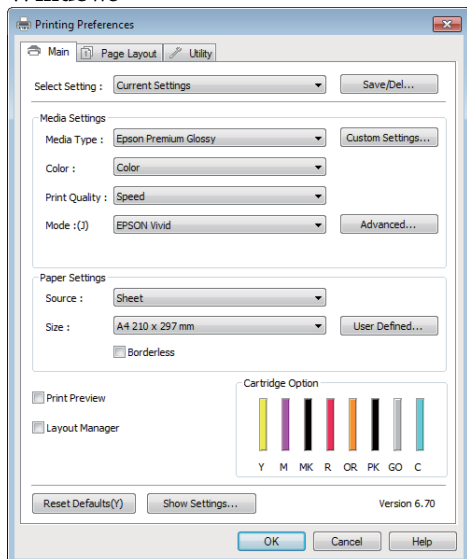 Printing Preferences
Main Page Layout Utility
Select Setting : Current Settings Save/Del...
Media Settings
Media Type : Epson Premium Glossy Custom Settings...
Color : Color
Print Quality : Speed
Mode :(J) EPSON Vivid Advanced...
Paper Settings
Source : Sheet
Size : A4 210 x 297 mm User Defined...
Borderless
Print Preview
Layout Manager
Cartridge Option
Y M MK R OR PK GO C
Reset Defaults(Y) Show Settings... Version 6.70
OK Cancel Help